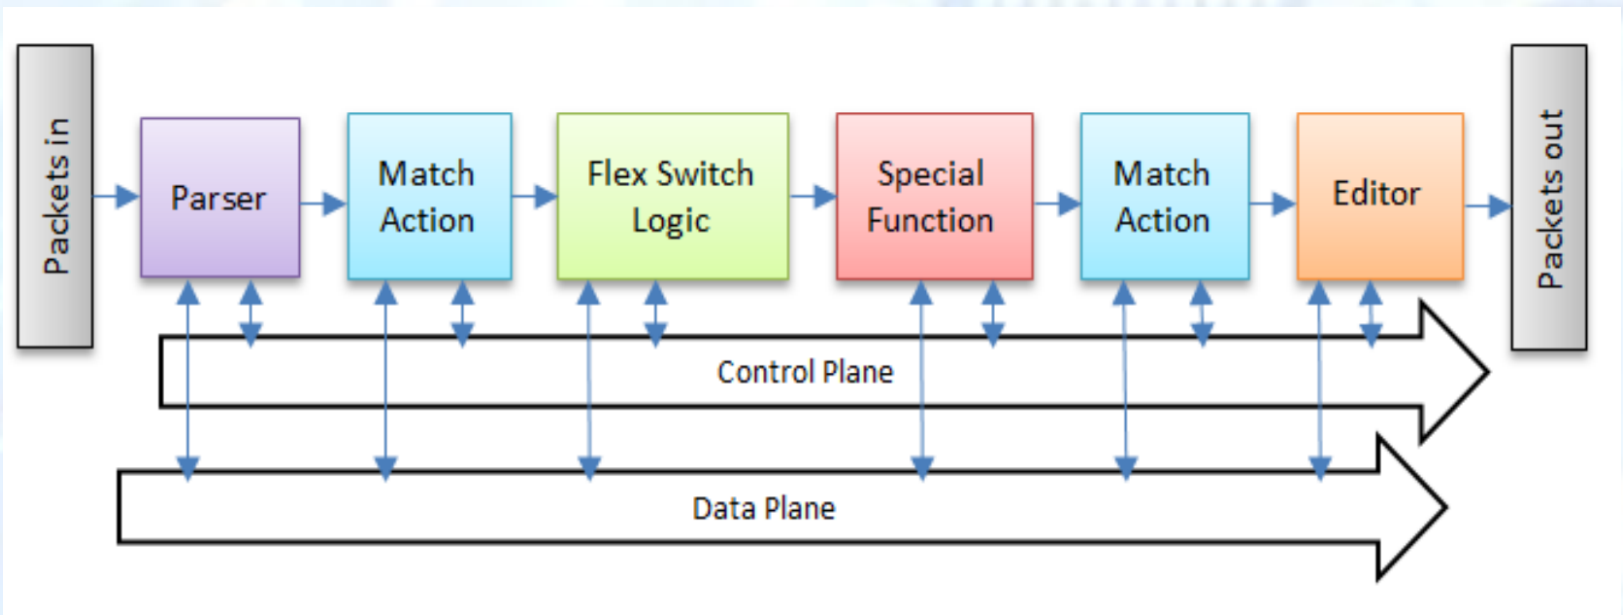 Packets in
Parser
Match
Action
Flex Switch
Logic
Special
Function
Match
Action
Editor
Packets out
Control Plane
Data Plane